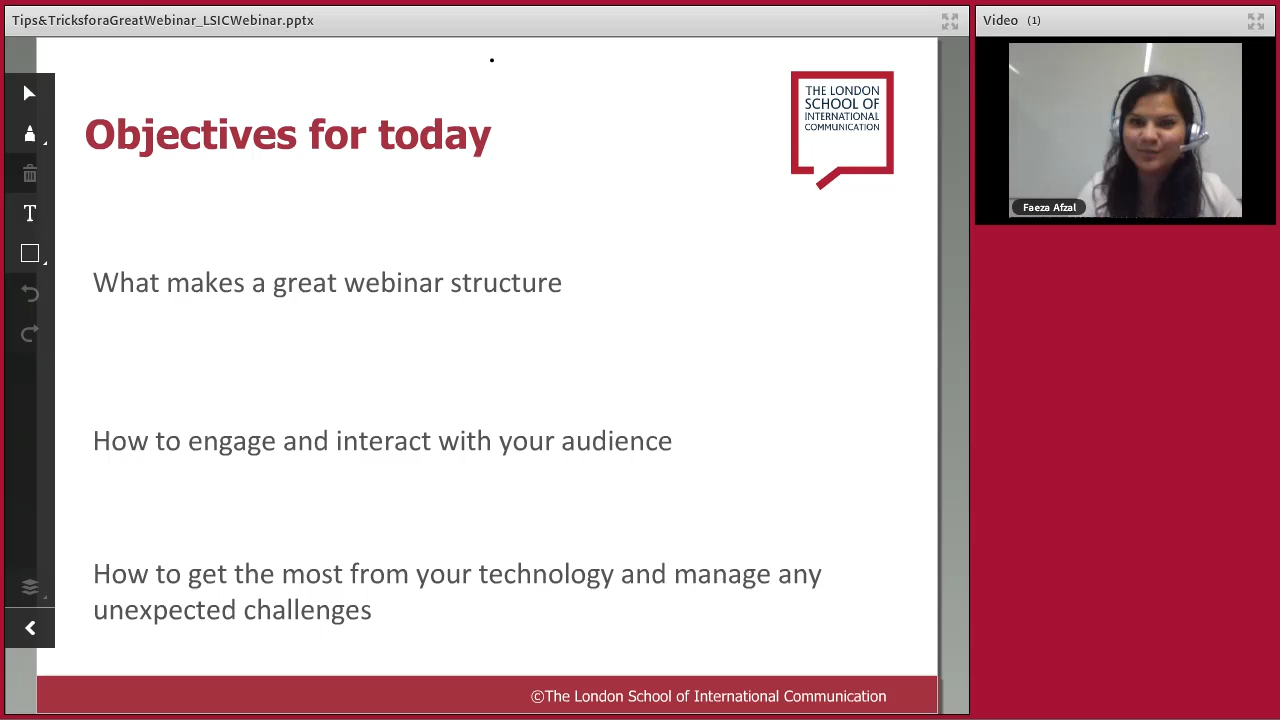 Tips&TricksforaGreatWebinar_LSICWebinar.pptx
Video (1)
THE LONDON
SCHOOL OF
INTERNATIONAL
COMMUNICATION
Objectives for today
Faeza Afzal
What makes a great webinar structure
How to engage and interact with your audience
How to get the most from your technology and manage any
unexpected challenges
©The London School of International Communication